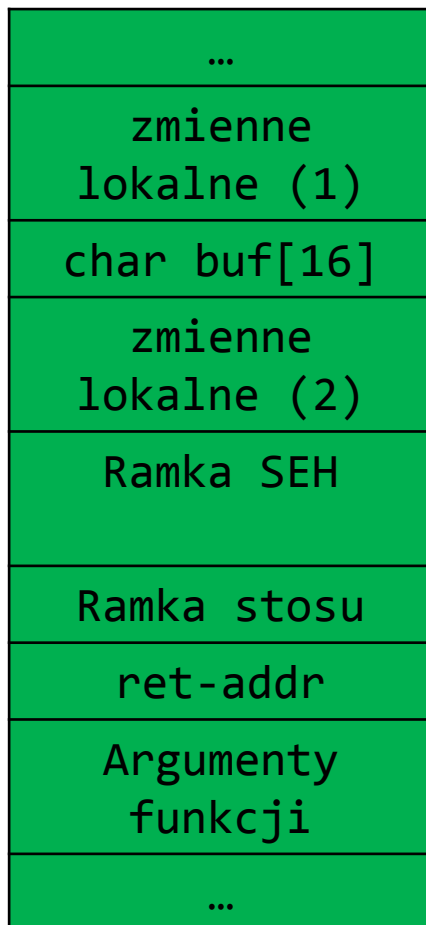 …
zmienne
lokalne (1)
char buf[16]
zmienne
lokalne (2)
Ramka SEH
Ramka stosu
ret-addr
Argumenty
funkcji
…